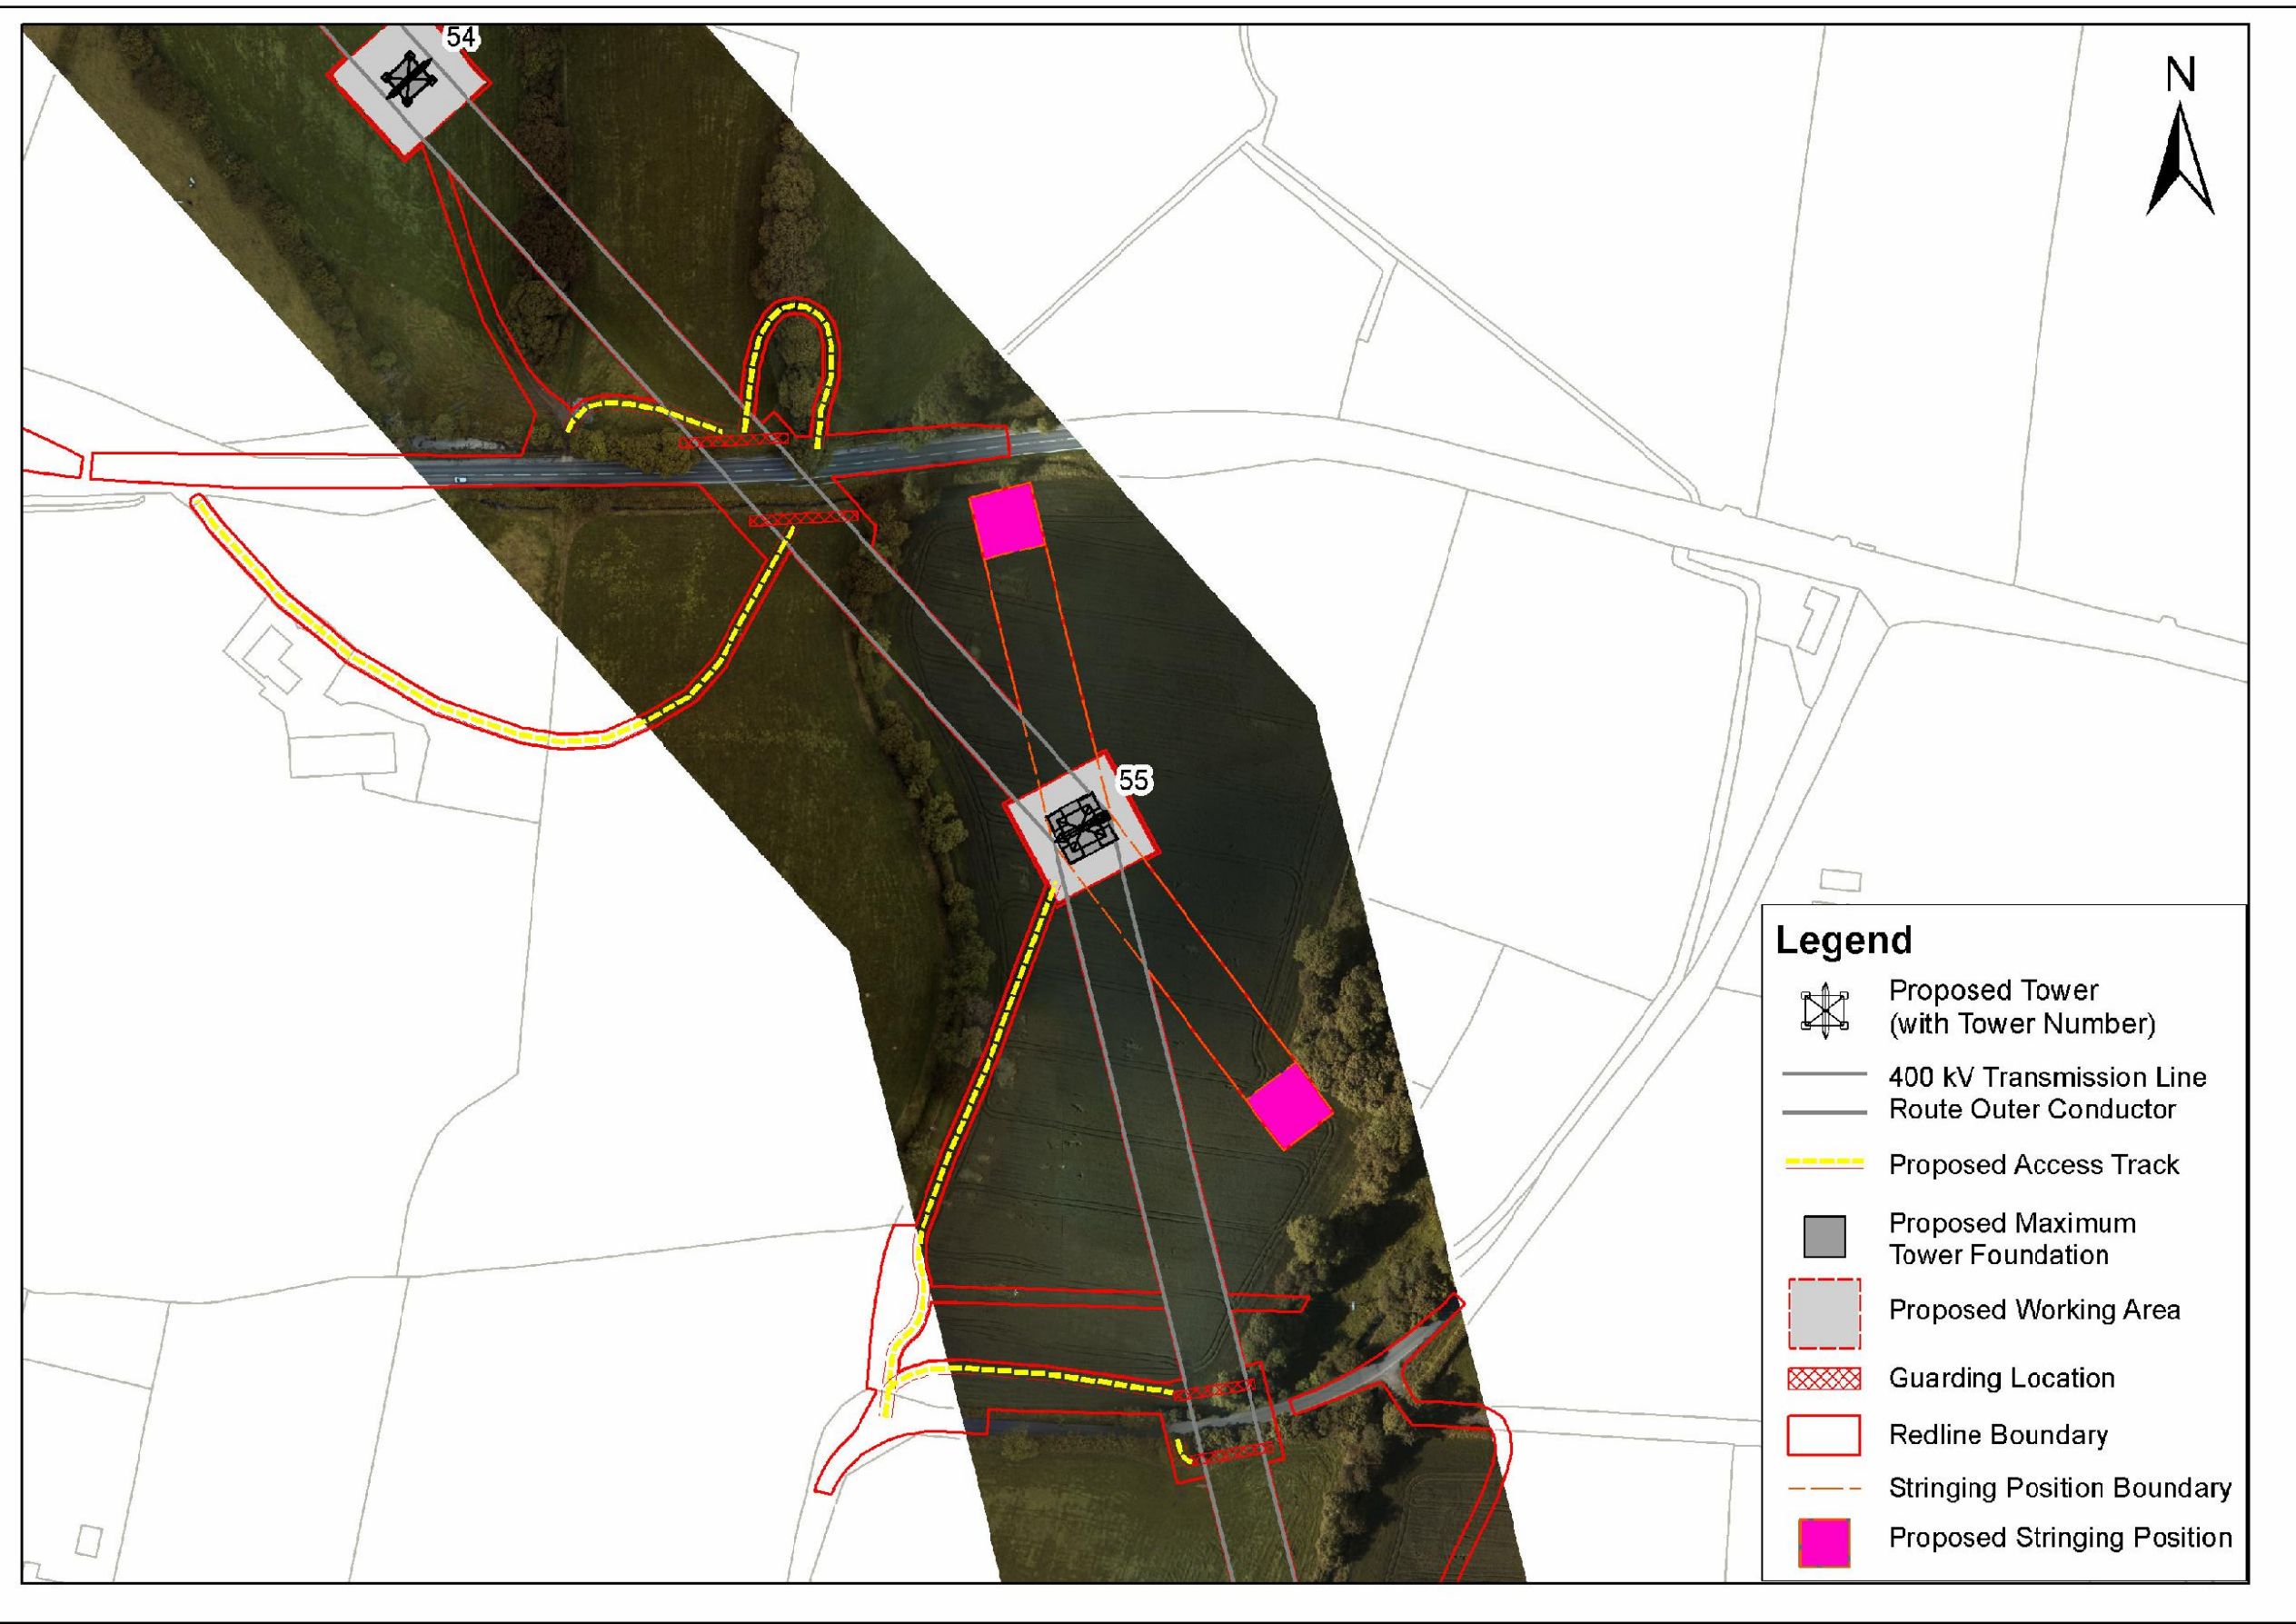 54
N
55
Legend
Proposed Tower
(with Tower Number)
400 kV Transmission Line
Route Outer Conductor
Proposed Access Track
Proposed Maximum
Tower Foundation
Proposed Working Area
Guarding Location
Redline Boundary
Stringing Position Boundary
Proposed Stringing Position